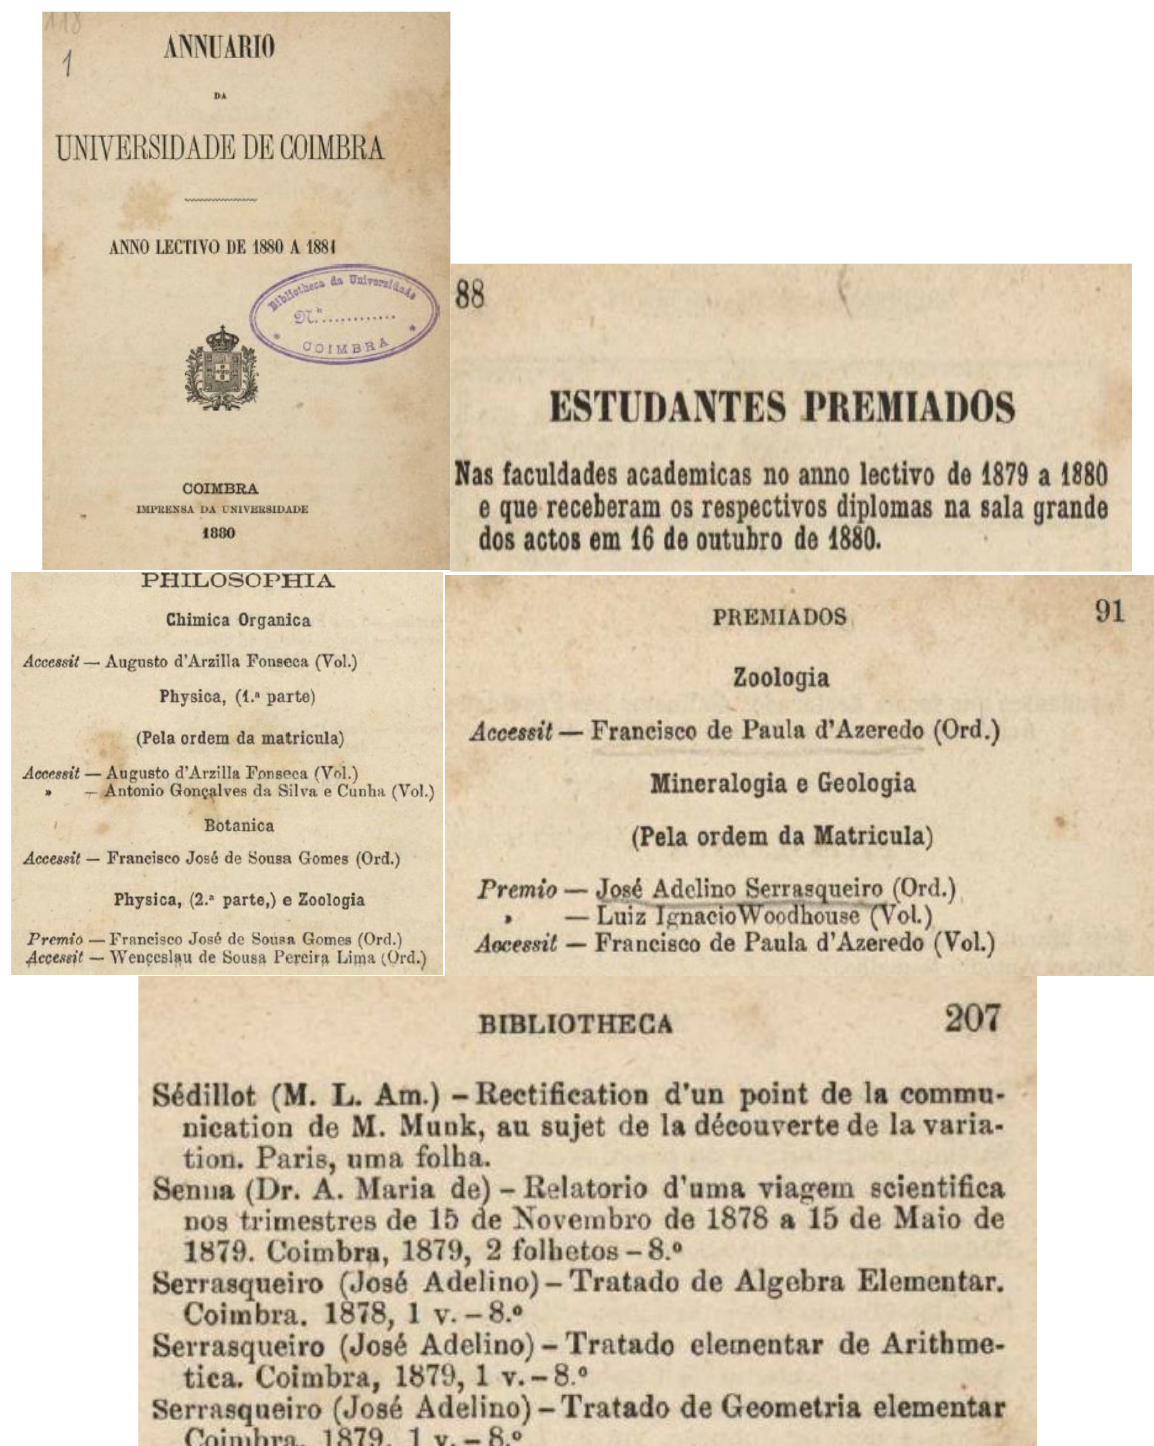 118
1
ANNUARIO
DA
UNIVERSIDADE DE COIMBRA
ANNO LECTIVO DE 1880 A 1881
Bibliotheca da Universidade
N.º............
COIMBRA
COIMBRA
IMPRENSA DA UNIVERSIDADE
1880
88
ESTUDANTES PREMIADOS
Nas faculdades academicas no anno lectivo de 1879 a 1880
e que receberam os respectivos diplomas na sala grande
dos actos em 16 de outubro de 1880.
PHILOSOPHIA
Chimica Organica
Accessit — Augusto d'Arzilla Fonseca (Vol.)
Physica, (1.ª parte)
(Pela ordem da matricula)
Accessit — Augusto d'Arzilla Fonseca (Vol.)
» — Antonio Gonçalves da Silva e Cunha (Vol.)
Botanica
Accessit — Francisco José de Sousa Gomes (Ord.)
Physica, (2.ª parte,) e Zoologia
Premio — Francisco José de Sousa Gomes (Ord.)
Accessit — Wenceslau de Sousa Pereira Lima (Ord.)
PREMIADOS 91
Zoologia
Accessit — Francisco de Paula d'Azeredo (Ord.)
Mineralogia e Geologia
(Pela ordem da Matricula)
Premio — José Adelino Serrasqueiro (Ord.)
» — Luiz Ignacio Woodhouse (Vol.)
Accessit — Francisco de Paula d'Azeredo (Vol.)
BIBLIOTHECA 207
Sédillot (M. L. Am.) – Rectification d'un point de la commu-
nication de M. Munk, au sujet de la découverte de la varia-
tion. Paris, uma folha.
Senna (Dr. A. Maria de) – Relatorio d'uma viagem scientifica
nos trimestres de 15 de Novembro de 1878 a 15 de Maio de
1879. Coimbra, 1879, 2 folhetos – 8.º
Serrasqueiro (José Adelino) – Tratado de Algebra Elementar.
Coimbra. 1878, 1 v. – 8.º
Serrasqueiro (José Adelino) – Tratado elementar de Arithme-
tica. Coimbra, 1879, 1 v. – 8.º
Serrasqueiro (José Adelino) – Tratado de Geometria elementar
Coimbra, 1879, 1 v. – 8.º